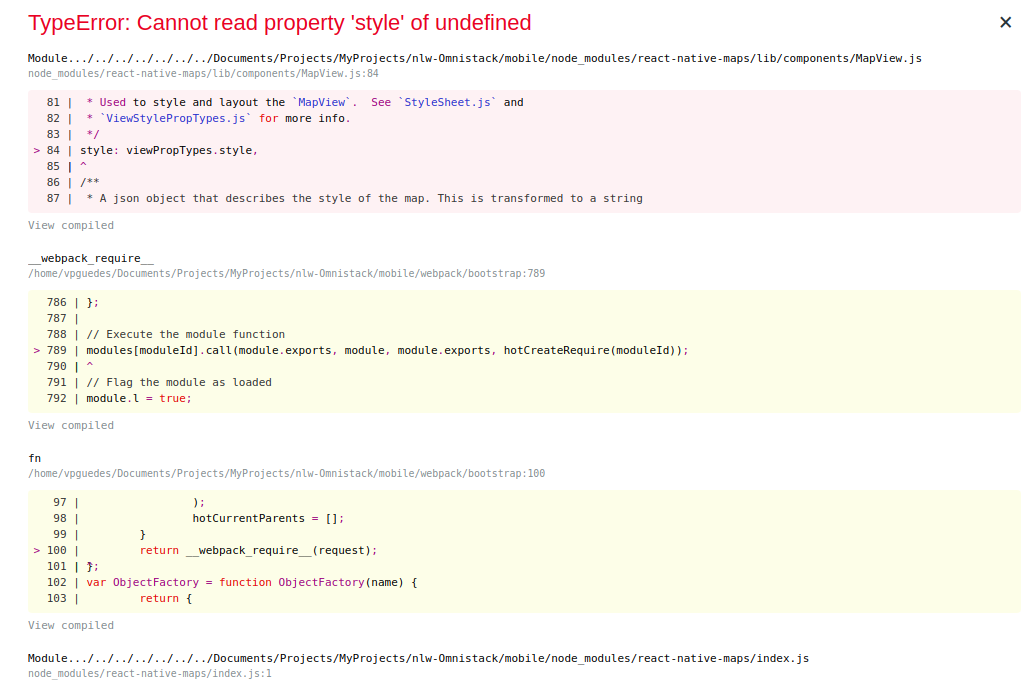 TypeError: Cannot read property 'style' of undefined
✕
Module.../../../../../../../Documents/Projects/MyProjects/nlw-Omnistack/mobile/node_modules/react-native-maps/lib/components/MapView.js
node_modules/react-native-maps/lib/components/MapView.js:84
  81 |  * Used to style and layout the `MapView`.  See `StyleSheet.js` and
  82 |  * `ViewStylePropTypes.js` for more info.
  83 |  */
> 84 | style: viewPropTypes.style,
  85 | ^
  86 | /**
  87 |  * A json object that describes the style of the map. This is transformed to a string
View compiled
__webpack_require__
/home/vpguedes/Documents/Projects/MyProjects/nlw-Omnistack/mobile/webpack/bootstrap:789
  786 | };
  787 |
  788 | // Execute the module function
> 789 | modules[moduleId].call(module.exports, module, module.exports, hotCreateRequire(moduleId));
  790 | ^
  791 | // Flag the module as loaded
  792 | module.l = true;
View compiled
fn
/home/vpguedes/Documents/Projects/MyProjects/nlw-Omnistack/mobile/webpack/bootstrap:100
   97 |                 );
   98 |                 hotCurrentParents = [];
   99 |         }
> 100 |         return __webpack_require__(request);
  101 | };
  102 | var ObjectFactory = function ObjectFactory(name) {
  103 |         return {
View compiled
Module.../../../../../../../Documents/Projects/MyProjects/nlw-Omnistack/mobile/node_modules/react-native-maps/index.js
node_modules/react-native-maps/index.js:1